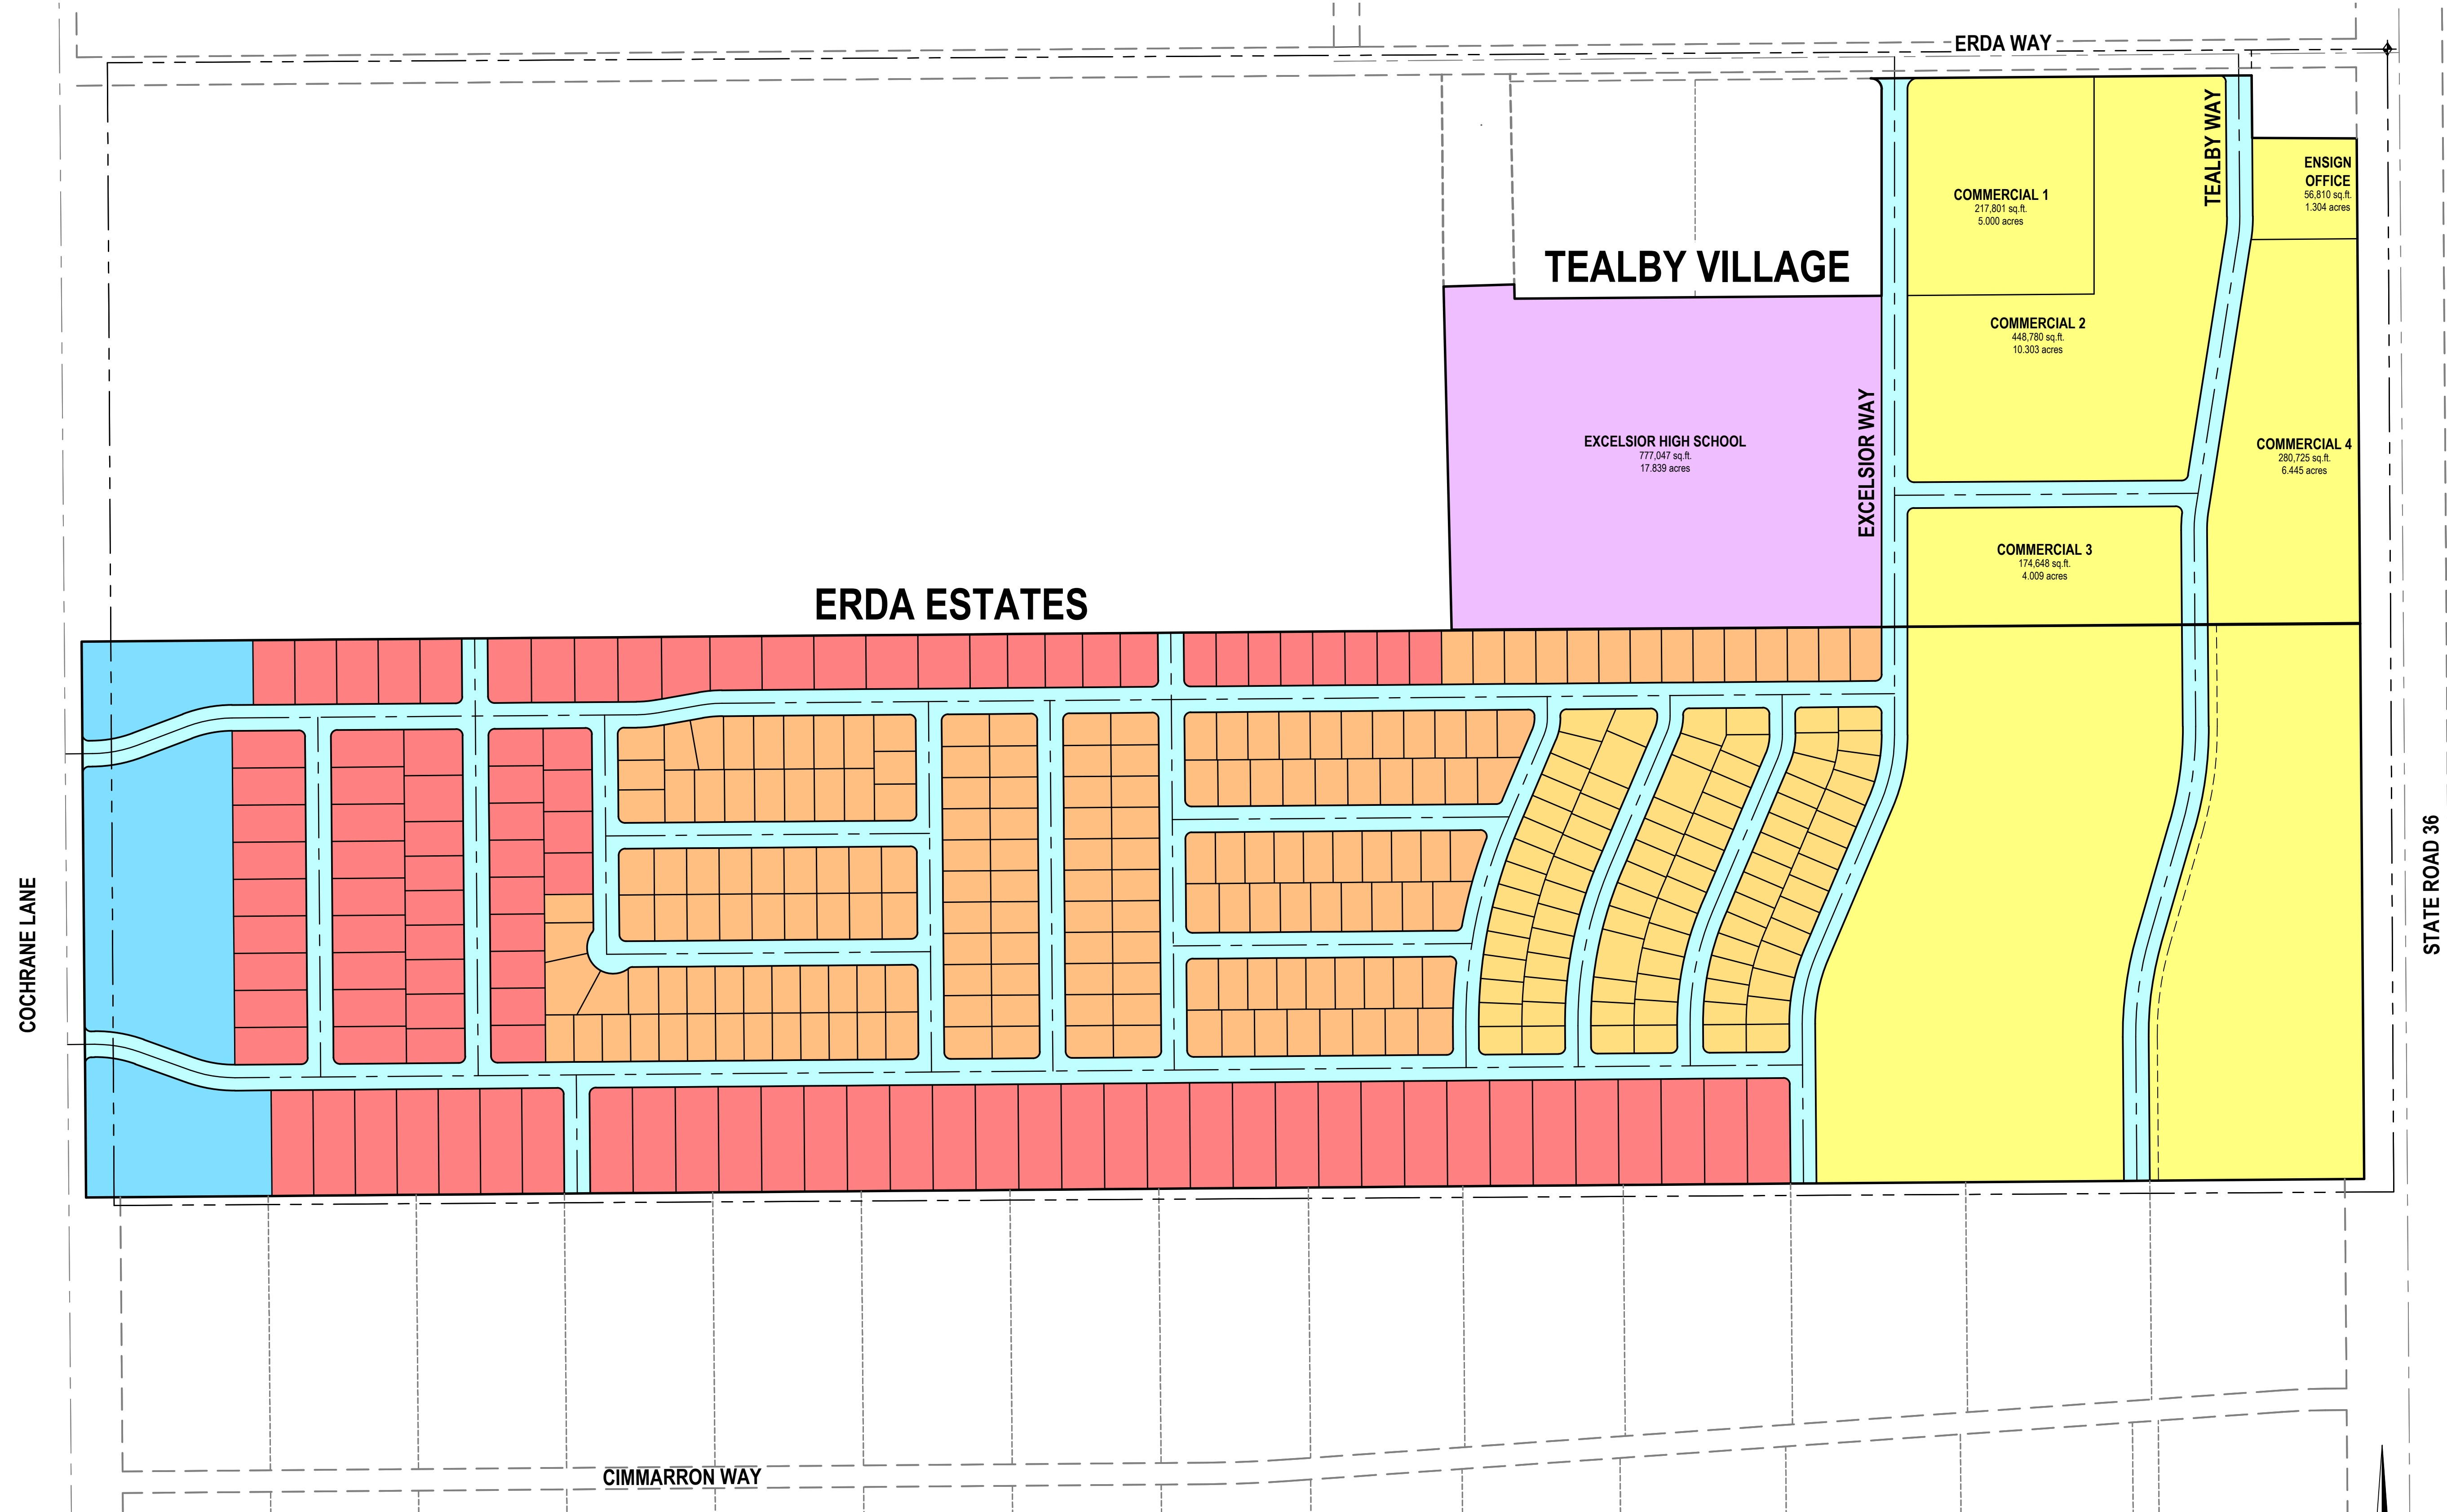 ERDA WAY
TEALBY WAY
ENSIGN
OFFICE
56,810 sq.ft.
1.304 acres
COMMERCIAL 1
217,801 sq.ft.
5.000 acres
TEALBY VILLAGE
COMMERCIAL 2
448,780 sq.ft.
10.303 acres
EXCELSIOR HIGH SCHOOL
777,047 sq.ft.
17.839 acres
EXCELSIOR WAY
COMMERCIAL 4
280,725 sq.ft.
6.445 acres
COMMERCIAL 3
174,648 sq.ft.
4.009 acres
ERDA ESTATES
COCHRANE LANE
STATE ROAD 36
CIMMARRON WAY